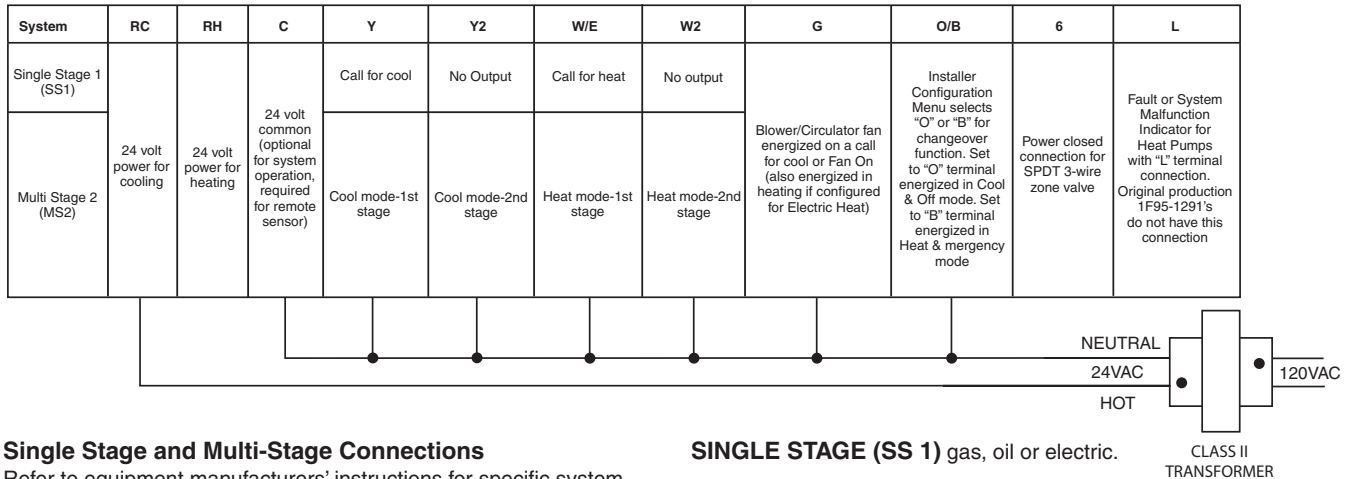 System RC RH C Y Y2 W/E W2 G O/B 6 L
Single Stage 1
(SS1)
Multi Stage 2
(MS2)
24 volt
power for
cooling
24 volt
power for
heating
24 volt
common
(optional
for system
operation,
required
for remote
sensor)
Call for cool
Cool mode-1st
stage
No Output
Cool mode-2nd
stage
Call for heat
Heat mode-1st
stage
No output
Heat mode-2nd
stage
Blower/Circulator fan
energized on a call
for cool or Fan On
(also energized in
heating if configured
for Electric Heat)
Installer
Configuration
Menu selects
“O” or “B” for
changeover
function. Set
to “O” terminal
energized in Cool
& Off mode. Set
to “B” terminal
energized in
Heat & mergency
mode
Power closed
connection for
SPDT 3-wire
zone valve
Fault or System
Malfunction
Indicator for
Heat Pumps
with “L” terminal
connection.
Original production
1F95-1291’s
do not have this
connection
NEUTRAL
24VAC
HOT
120VAC
CLASS II
TRANSFORMER
Single Stage and Multi-Stage Connections
Refer to equipment manufacturers’ instructions for specific system
SINGLE STAGE (SS 1) gas, oil or electric.